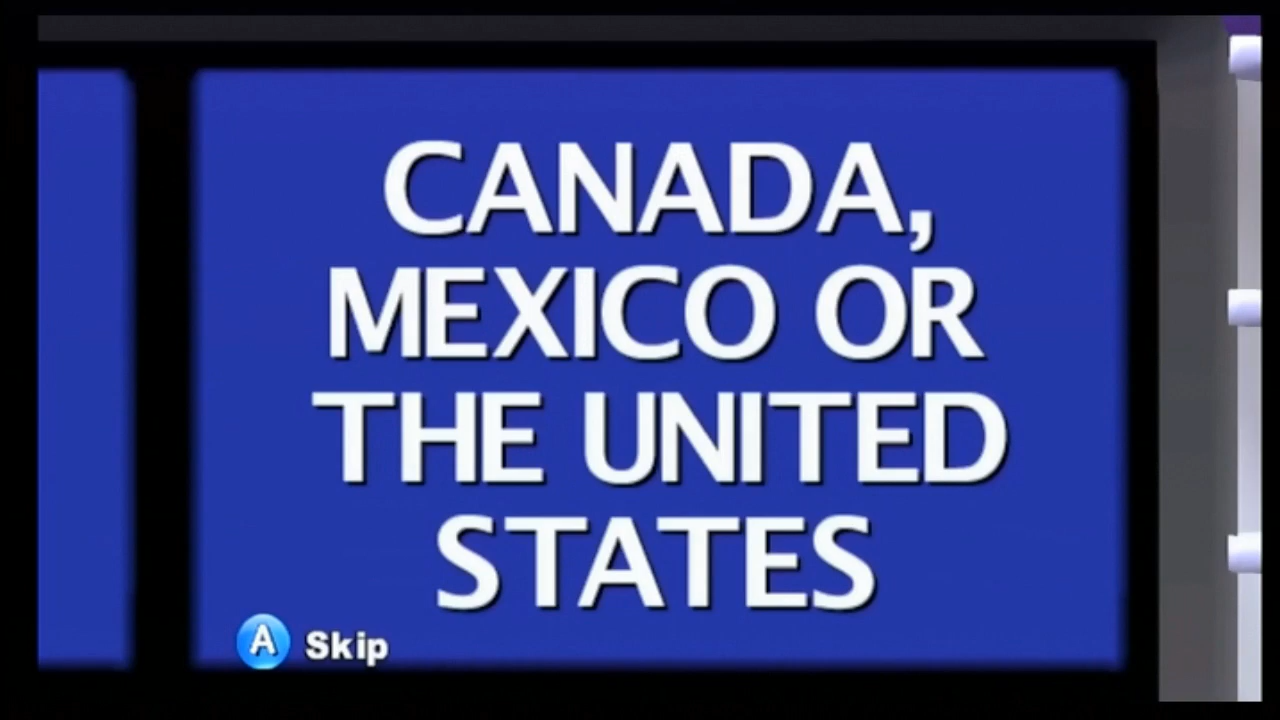 CANADA,
MEXICO OR
THE UNITED
STATES
A Skip